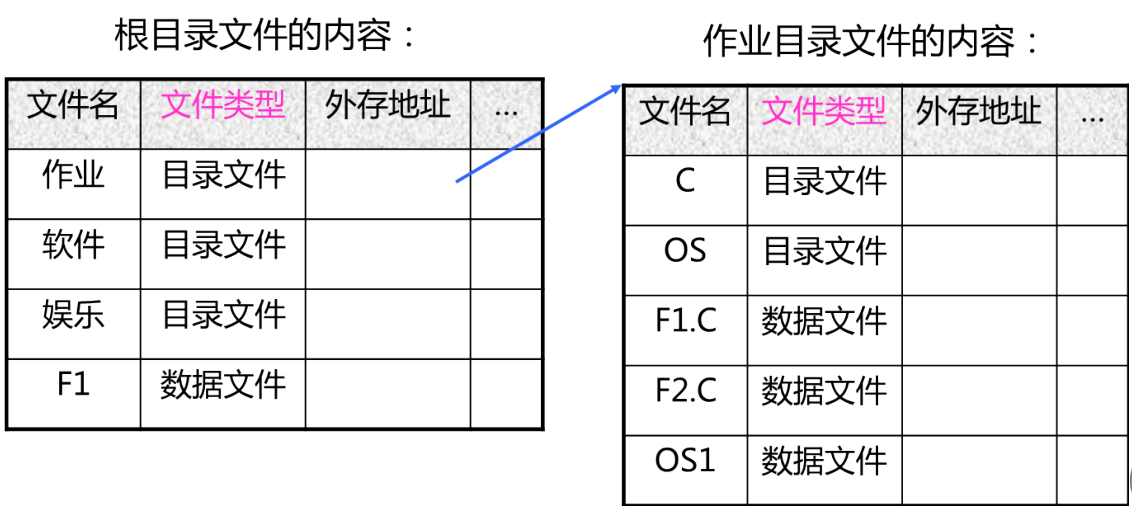 根目录文件的内容：
文件名 文件类型 外存地址 ...
作业 目录文件
软件 目录文件
娱乐 目录文件
F1 数据文件
作业目录文件的内容：
文件名 文件类型 外存地址 ...
C 目录文件
OS 目录文件
F1.C 数据文件
F2.C 数据文件
OS1 数据文件